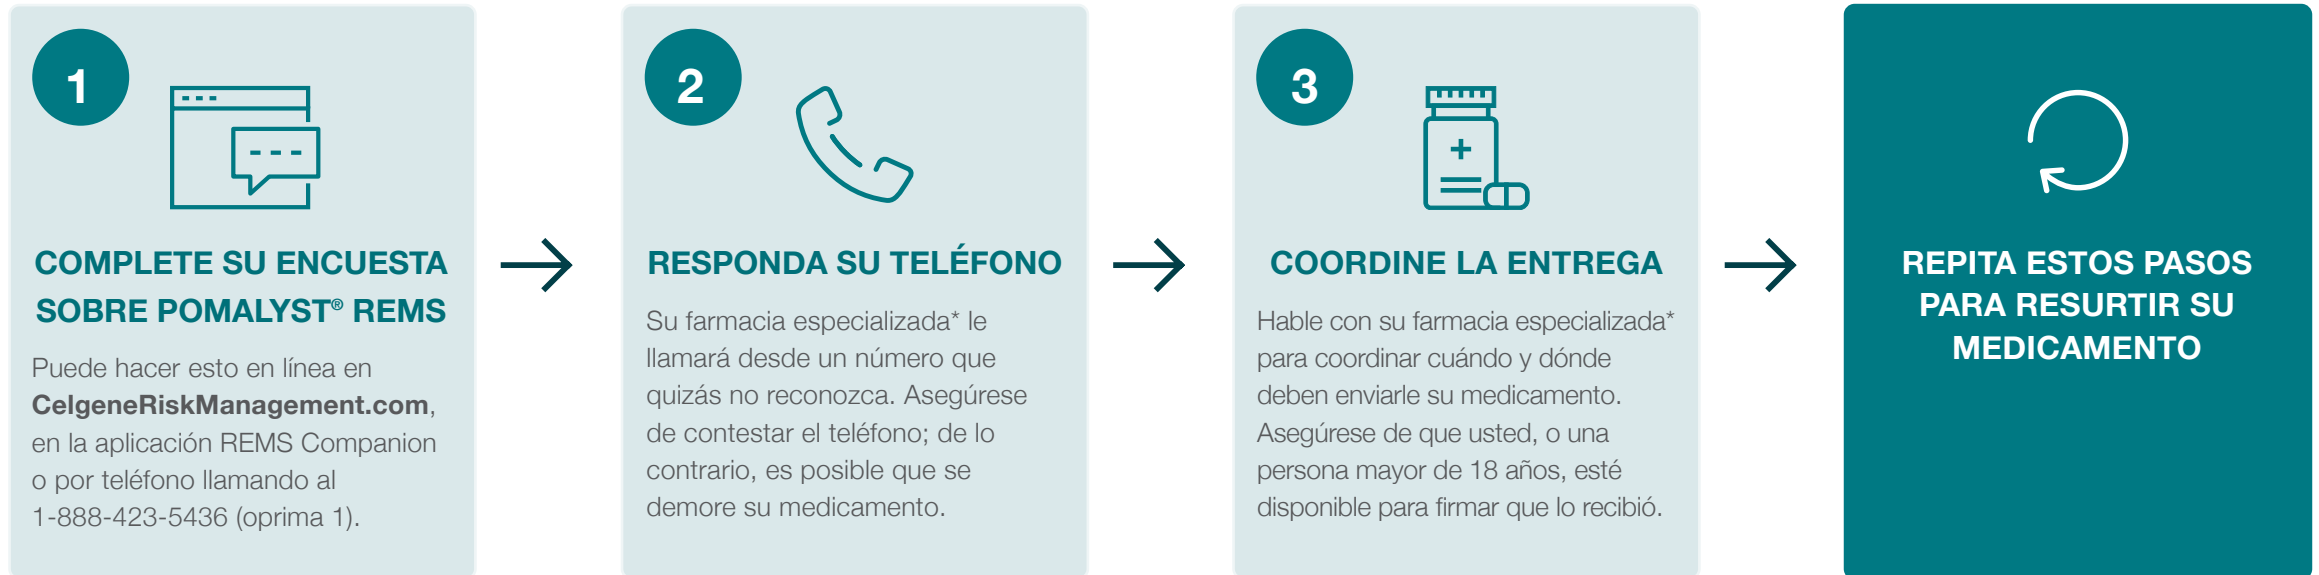 1
COMPLETE SU ENCUESTA
SOBRE POMALYST® REMS
Puede hacer esto en línea en
CelgeneRiskManagement.com,
en la aplicación REMS Companion
o por teléfono llamando al
1-888-423-5436 (oprima 1).
2
RESPONDA SU TELÉFONO
Su farmacia especializada* le
llamará desde un número que
quizás no reconozca. Asegúrese
de contestar el teléfono; de lo
contrario, es posible que se
demore su medicamento.
3
COORDINE LA ENTREGA
Hable con su farmacia especializada*
para coordinar cuándo y dónde
deben enviarle su medicamento.
Asegúrese de que usted, o una
persona mayor de 18 años, esté
disponible para firmar que lo recibió.
REPITA ESTOS PASOS
PARA RESURTIR SU
MEDICAMENTO